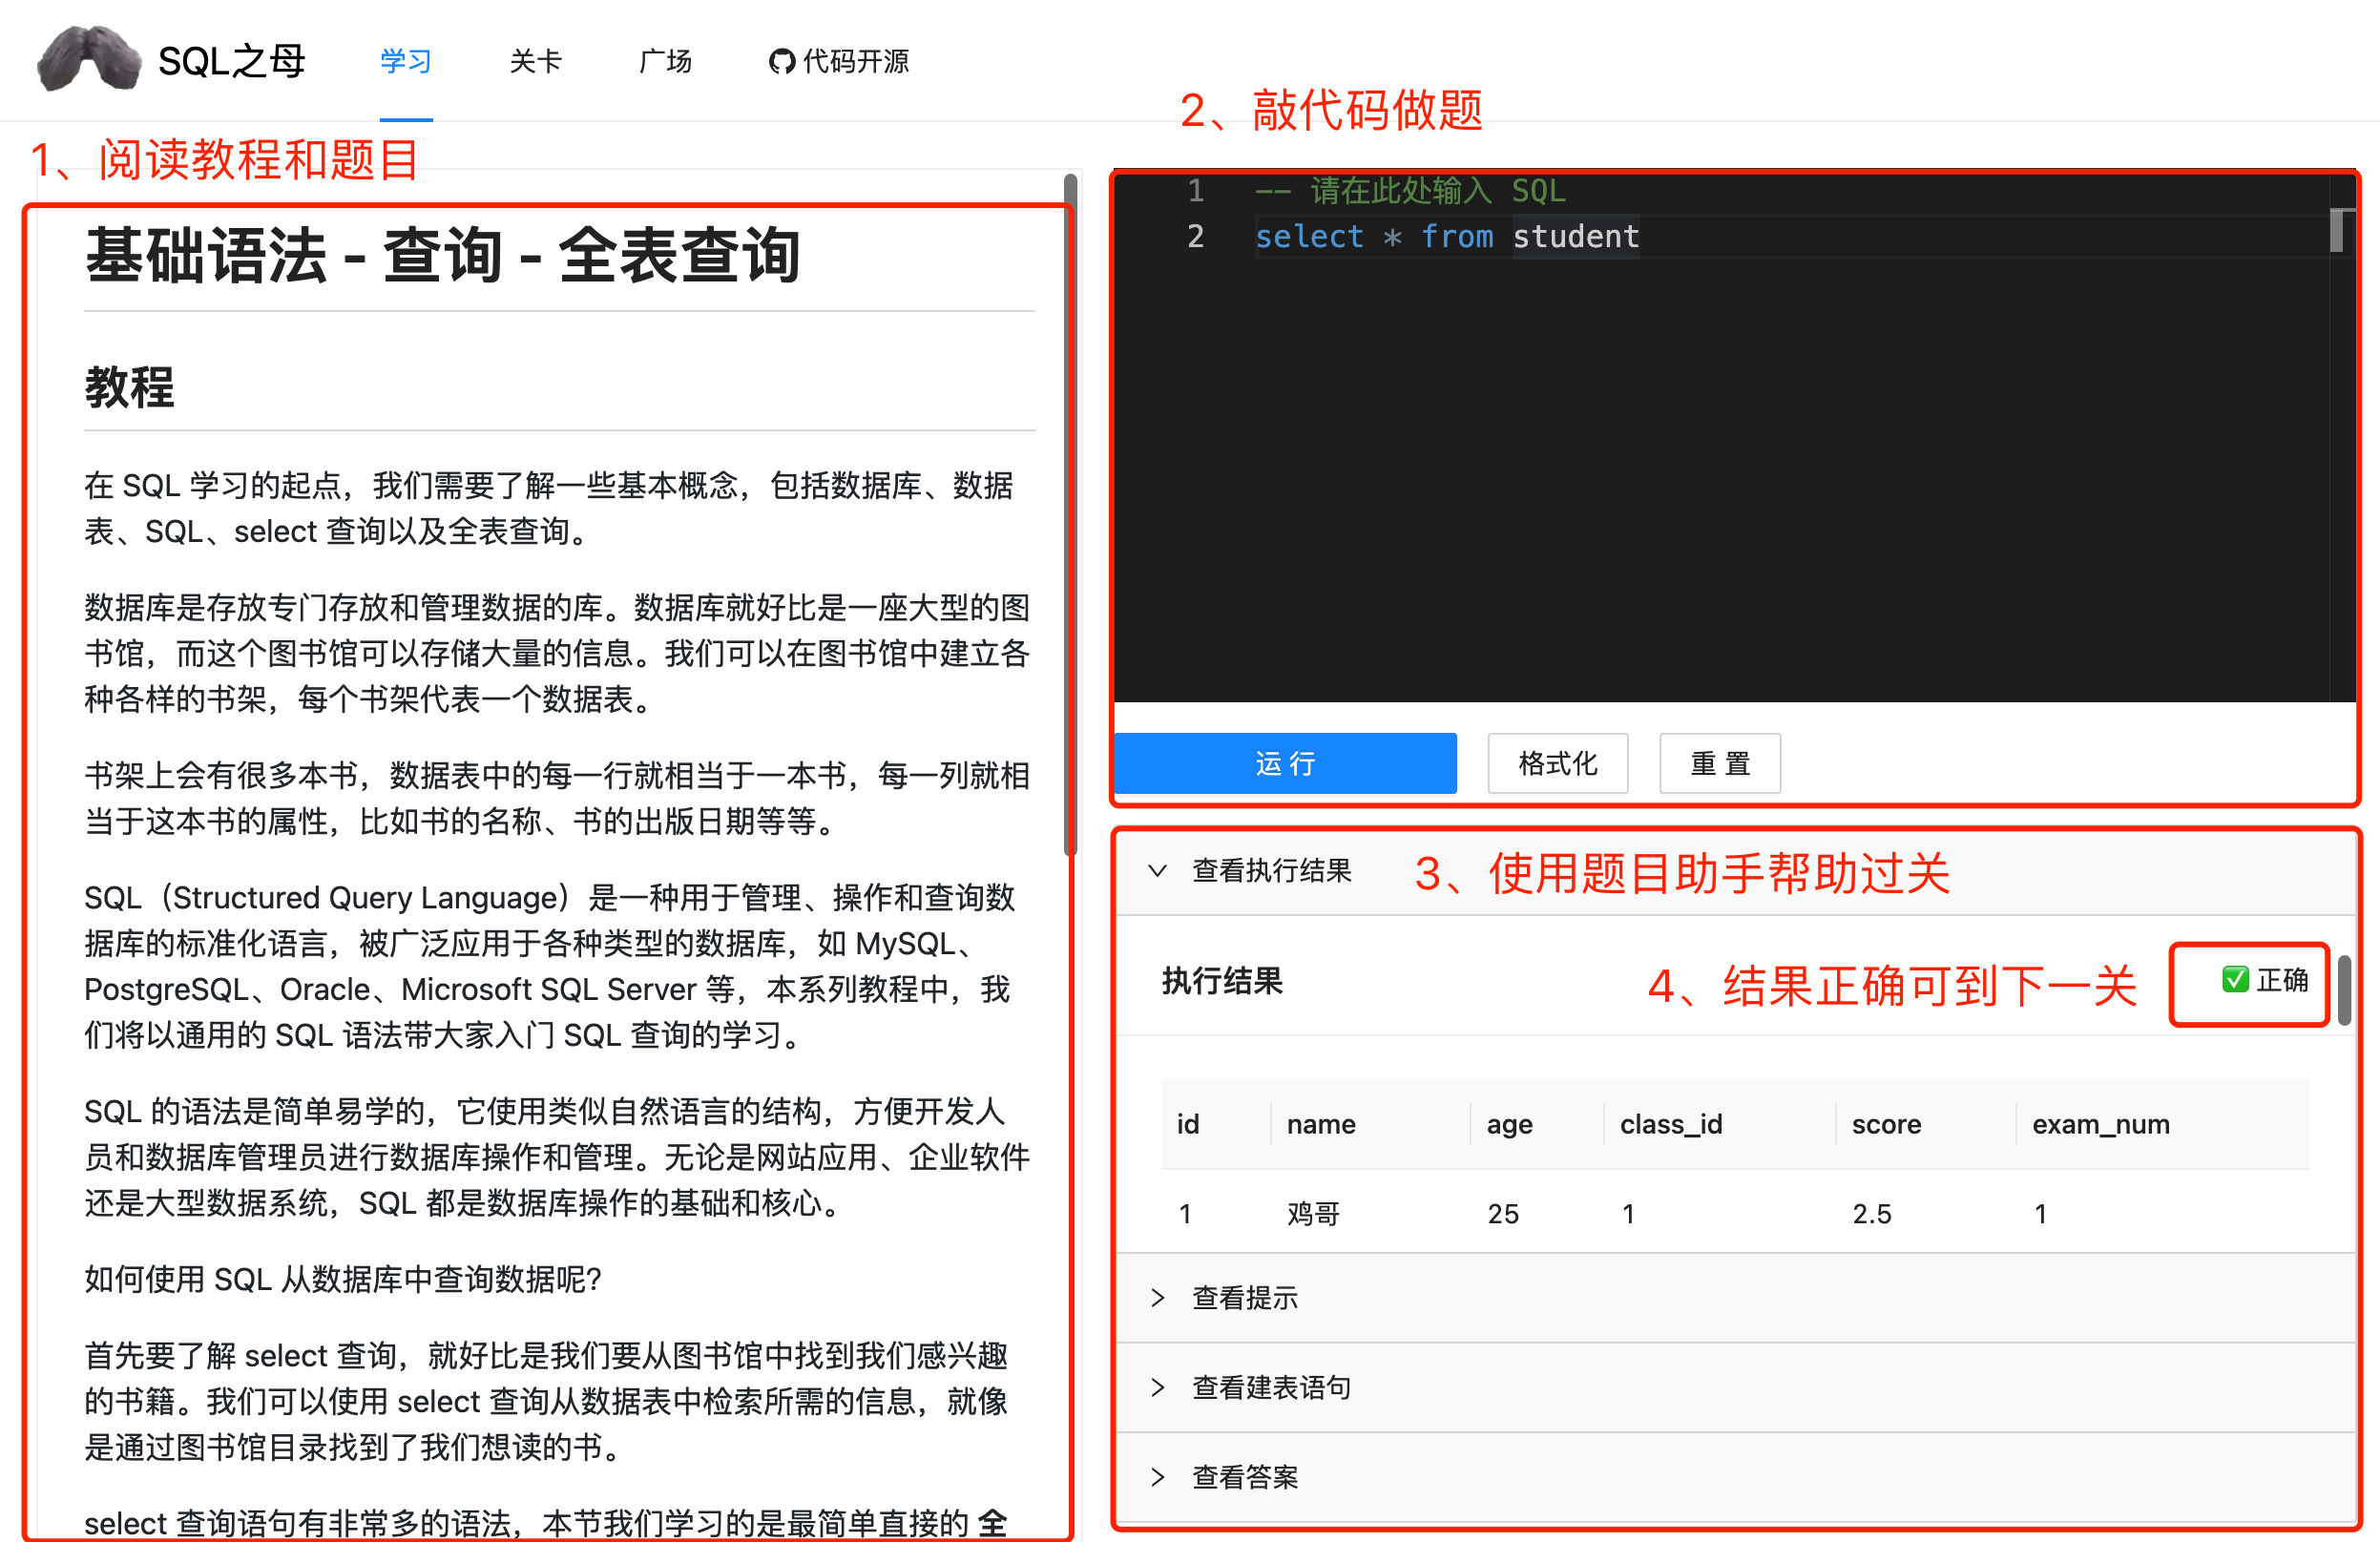 SQL之母
学习
关卡
广场
代码开源
1、阅读教程和题目
基础语法 - 查询 - 全表查询
教程
在 SQL 学习的起点，我们需要了解一些基本概念，包括数据库、数据
表、SQL、select 查询以及全表查询。
数据库是存放专门存放和管理数据的库。数据库就好比是一座大型的图
书馆，而这个图书馆可以存储大量的信息。我们可以在图书馆中建立各
种各样的书架，每个书架代表一个数据表。
书架上会有很多本书，数据表中的每一行就相当于一本书，每一列就相
当于这本书的属性，比如书的名称、书的出版日期等等。
SQL（Structured Query Language）是一种用于管理、操作和查询数
据库的标准化语言，被广泛应用于各种类型的数据库，如 MySQL、
PostgreSQL、Oracle、Microsoft SQL Server 等，本系列教程中，我
们将以通用的 SQL 语法带大家入门 SQL 查询的学习。
SQL 的语法是简单易学的，它使用类似自然语言的结构，方便开发人
员和数据库管理员进行数据库操作和管理。无论是网站应用、企业软件
还是大型数据系统，SQL 都是数据库操作的基础和核心。
如何使用 SQL 从数据库中查询数据呢？
首先要了解 select 查询，就好比是我们要从图书馆中找到我们感兴趣
的书籍。我们可以使用 select 查询从数据表中检索所需的信息，就像
是通过图书馆目录找到了我们想读的书。
select 查询语句有非常多的语法，本节我们学习的是最简单直接的 全
2、敲代码做题
1 -- 请在此处输入 SQL
2 select * from student
运 行
格式化
重 置
查看执行结果
3、使用题目助手帮助过关
执行结果
4、结果正确可到下一关
✅ 正确
id name age class_id score exam_num
1 鸡哥 25 1 2.5 1
查看提示
查看建表语句
查看答案